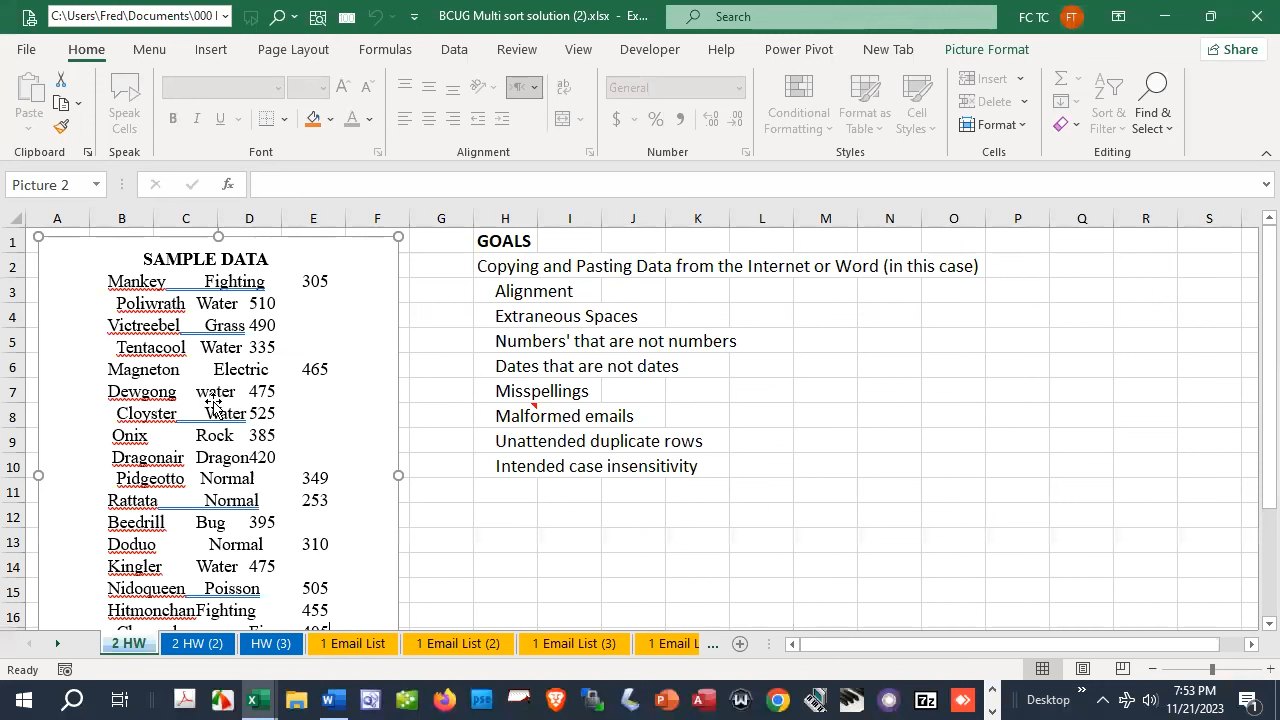 C:\Users\Fred\Documents\000
BCUG Multi sort solution (2).xlsx - Ex...
Search
FC TC
FT
File Home Menu Insert Page Layout Formulas Data Review View Developer Help Power Pivot New Tab Picture Format
Share
Paste
Speak Cells
B I U
General
Conditional Formatting
Format as Table
Cell Styles
Insert
Delete
Format
Sort & Filter
Find & Select
Clipboard Speak Font Alignment Number Styles Cells Editing
Picture 2
fx
A B C D E F G H I J K L M N O P Q R S
1
2
3
4
5
6
7
8
9
10
11
12
13
14
15
16
SAMPLE DATA
Mankey Fighting 305
Poliwrath Water 510
Victreebel Grass 490
Tentacool Water 335
Magneton Electric 465
Dewgong water 475
Cloyster Water 525
Onix Rock 385
Dragonair Dragon420
Pidgeotto Normal 349
Rattata Normal 253
Beedrill Bug 395
Doduo Normal 310
Kingler Water 475
Nidoqueen Poisson 505
HitmonchanFighting 455
GOALS
Copying and Pasting Data from the Internet or Word (in this case)
Alignment
Extraneous Spaces
Numbers' that are not numbers
Dates that are not dates
Misspellings
Malformed emails
Unattended duplicate rows
Intended case insensitivity
2 HW 2 HW (2) HW (3) 1 Email List 1 Email List (2) 1 Email List (3) 1 Email L ...
Ready
Desktop
7:53 PM
11/21/2023